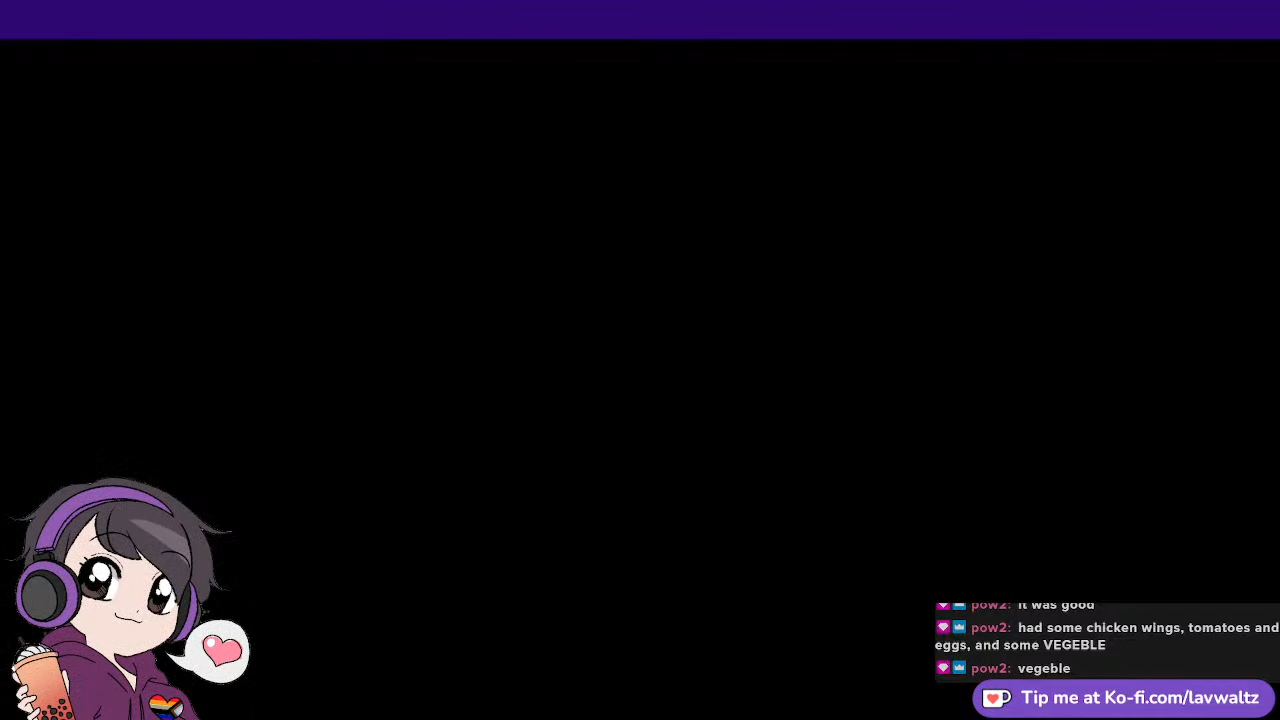 pow2: it was good
pow2: had some chicken wings, tomatoes and
eggs, and some VEGEBLE
pow2: vegeble
Tip me at Ko-fi.com/lavwaltz